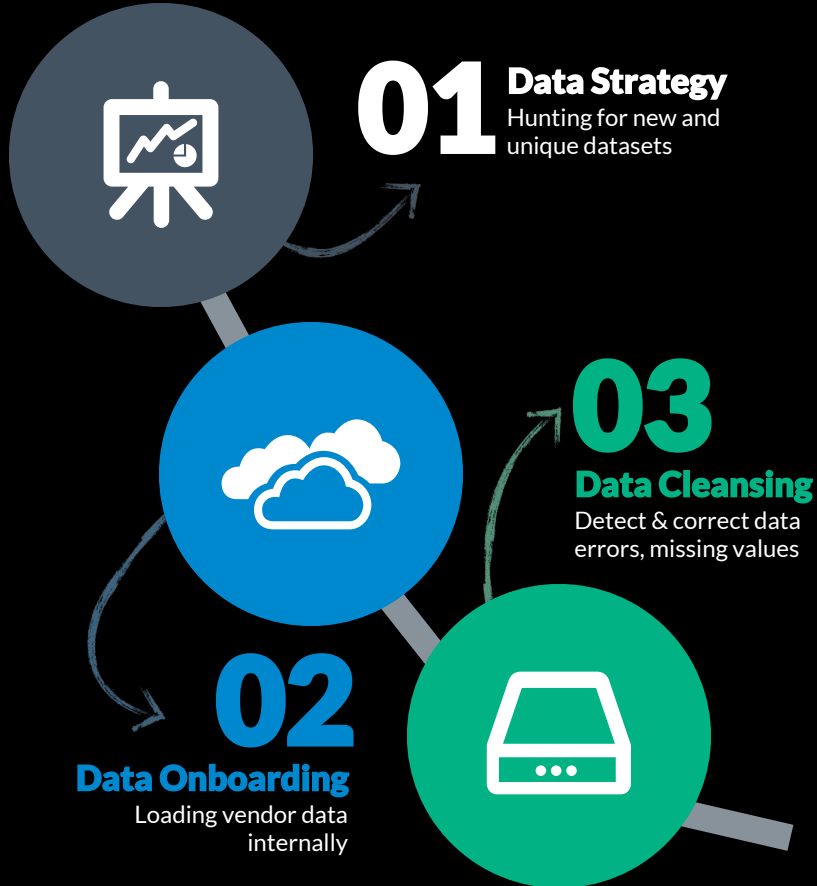 01
Data Strategy
Hunting for new and
unique datasets
02
Data Onboarding
Loading vendor data
internally
03
Data Cleansing
Detect & correct data
errors, missing values